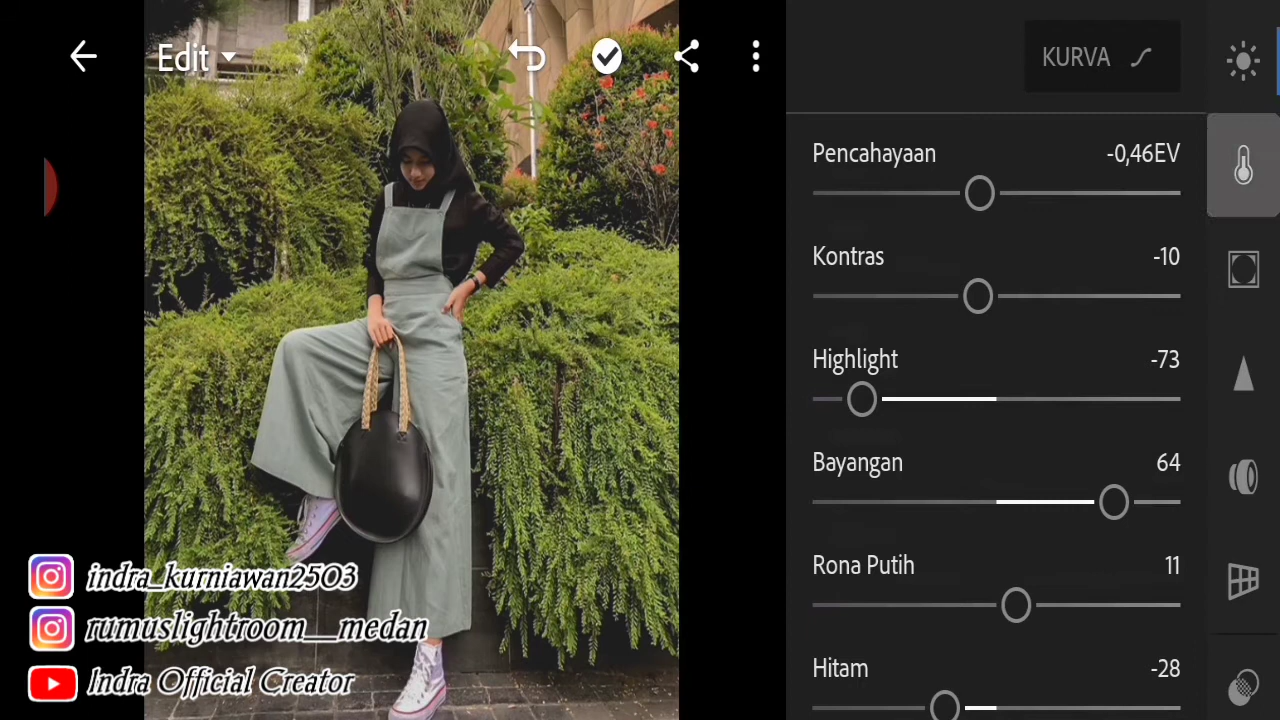 Edit
KURVA
Pencahayaan -0,46EV
Kontras -10
Highlight -73
Bayangan 64
Rona Putih 11
Hitam -28
indra_kurniawan2503
rumuslightroom__medan
Indra Official Creator